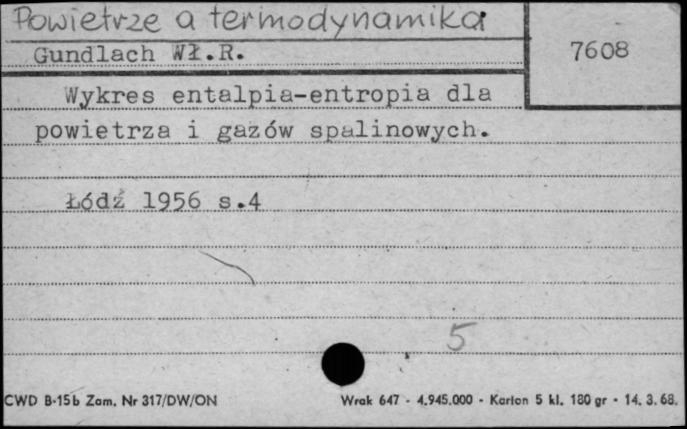 Powietrze a termodynamika
Gundlach Wł.R.
7608
Wykres entalpia-entropia dla
powietrza i gazów spalinowych.
Łódź 1956 s.4
5
CWD B-15b Zam. Nr 317/DW/ON
Wrak 647 - 4.945.000 - Karton 5 kl. 180 gr - 14. 3. 68.